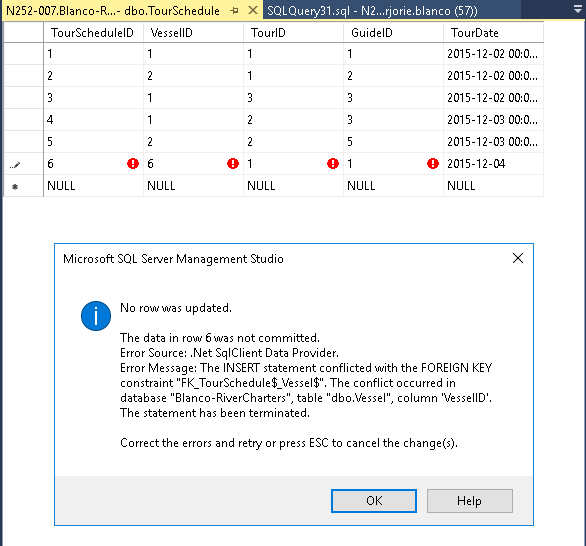 N252-007.Blanco-R...- dbo.TourSchedule SQLQuery31.sql - N2...rjorie.blanco (57))
TourScheduleID VesselID TourID GuideID TourDate
1 1 1 1 2015-12-02 00:0...
2 2 1 2 2015-12-02 00:0...
3 1 3 3 2015-12-02 00:0...
4 1 2 3 2015-12-03 00:0...
5 2 2 5 2015-12-03 00:0...
6 6 1 1 2015-12-04
NULL NULL NULL NULL NULL
Microsoft SQL Server Management Studio
No row was updated.
The data in row 6 was not committed.
Error Source: .Net SqlClient Data Provider.
Error Message: The INSERT statement conflicted with the FOREIGN KEY
constraint "FK_TourSchedule$_Vessel$". The conflict occurred in
database "Blanco-RiverCharters", table "dbo.Vessel", column 'VesselID'.
The statement has been terminated.
Correct the errors and retry or press ESC to cancel the change(s).
OK Help